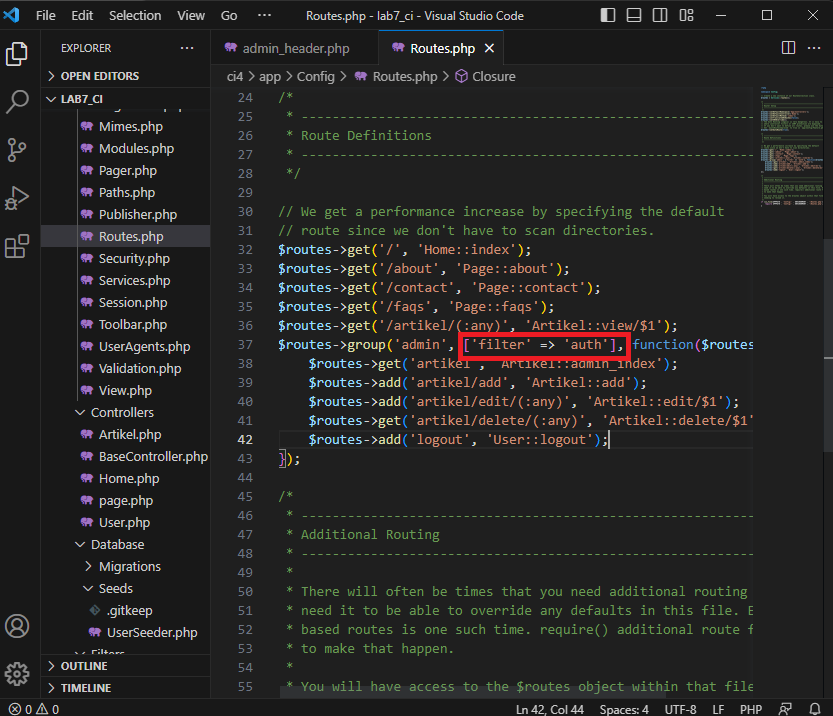 File Edit Selection View Go ··· Routes.php - lab7_ci - Visual Studio Code
EXPLORER ···
OPEN EDITORS
LAB7_CI
Mimes.php
Modules.php
Pager.php
Paths.php
Publisher.php
Routes.php
Security.php
Services.php
Session.php
Toolbar.php
UserAgents.php
Validation.php
View.php
Controllers
Artikel.php
BaseController.php
Home.php
page.php
User.php
Database
Migrations
Seeds
.gitkeep
UserSeeder.php
Filters
OUTLINE
TIMELINE
admin_header.php Routes.php ···
ci4 > app > Config > Routes.php > Closure
24 /*
25 * -----------------------------------------------------------
26 * Route Definitions
27 * -----------------------------------------------------------
28 */
29
30 // We get a performance increase by specifying the default
31 // route since we don't have to scan directories.
32 $routes->get('/', 'Home::index');
33 $routes->get('/about', 'Page::about');
34 $routes->get('/contact', 'Page::contact');
35 $routes->get('/faqs', 'Page::faqs');
36 $routes->get('/artikel/(:any)', 'Artikel::view/$1');
37 $routes->group('admin', ['filter' => 'auth'], function($routes
38 $routes->get('artikel', 'Artikel::admin_index');
39 $routes->add('artikel/add', 'Artikel::add');
40 $routes->add('artikel/edit/(:any)', 'Artikel::edit/$1');
41 $routes->get('artikel/delete/(:any)', 'Artikel::delete/$1'
42 $routes->add('logout', 'User::logout');
43 });
44
45 /*
46 * -----------------------------------------------------------
47 * Additional Routing
48 * -----------------------------------------------------------
49 *
50 * There will often be times that you need additional routing
51 * need it to be able to override any defaults in this file. E
52 * based routes is one such time. require() additional route f
53 * to make that happen.
53 *
55 * You will have access to the $routes object within that file
0 0 Ln 42, Col 44 Spaces: 4 UTF-8 LF PHP